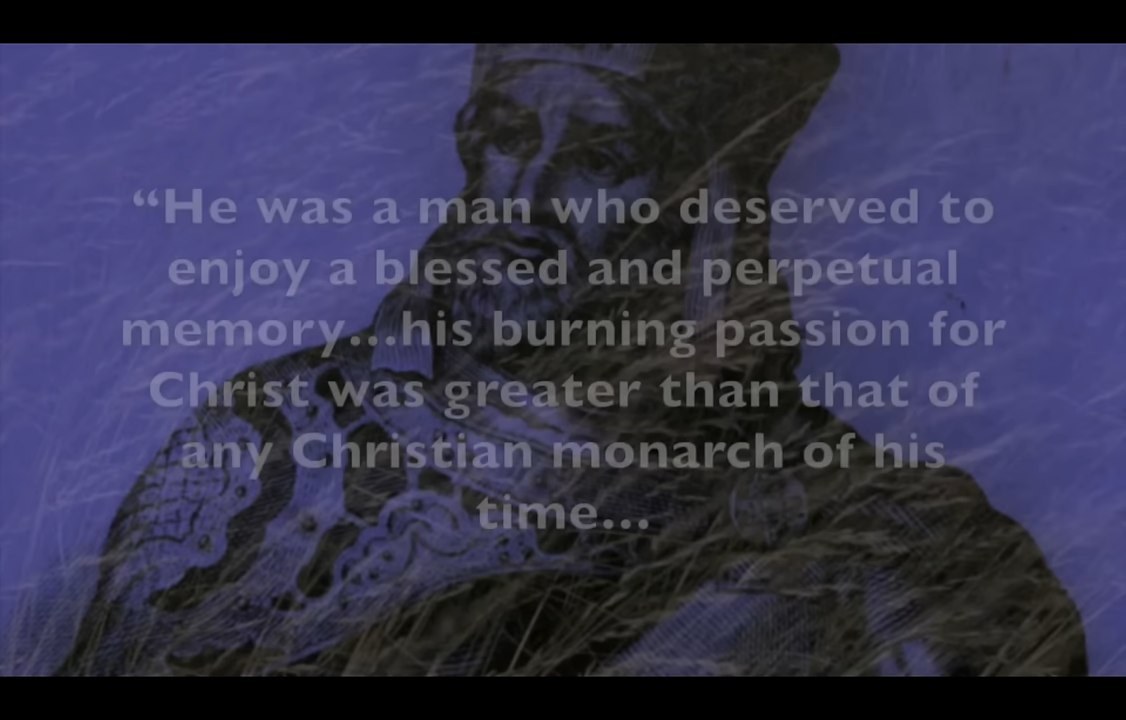 “He was a man who deserved to
enjoy a blessed and perpetual
memory...his burning passion for
Christ was greater than that of
any Christian monarch of his
time...